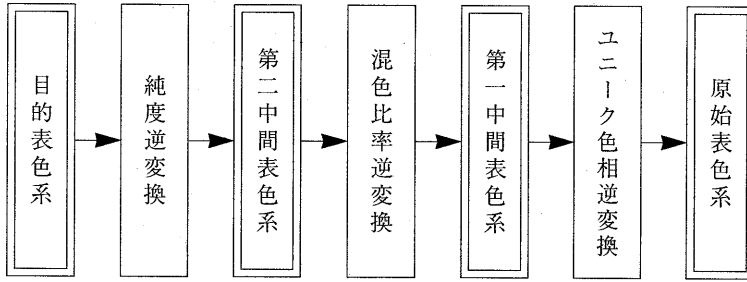 目的表色系
純度逆変換
第二中間表色系
混色比率逆変換
第一中間表色系
ユニーク色相逆変換
原始表色系